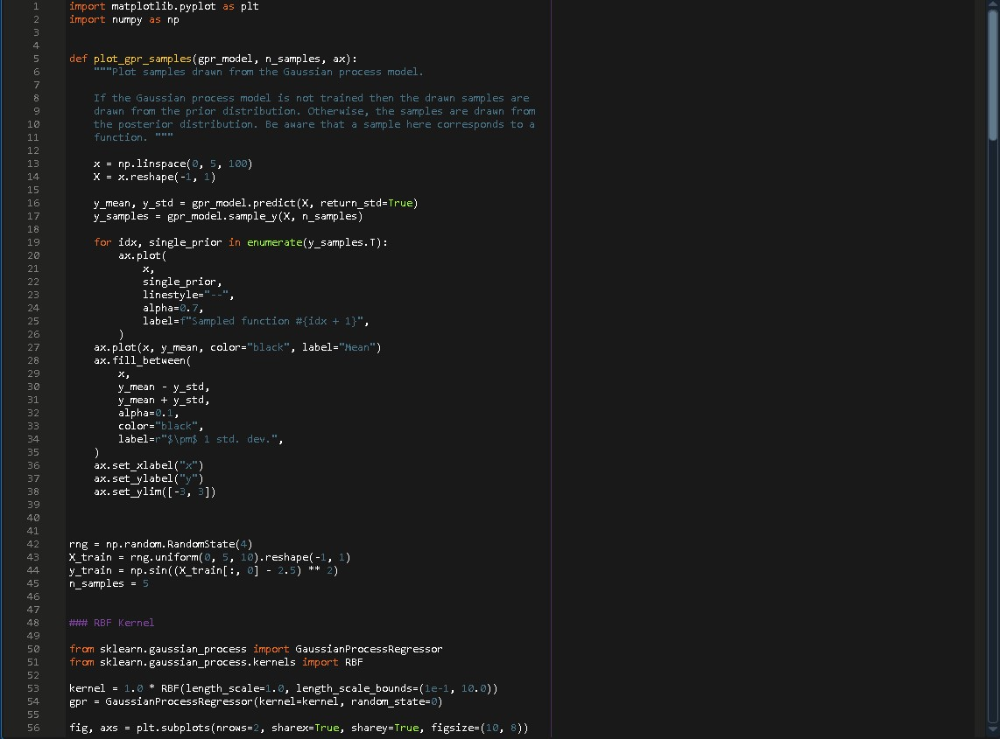 1 import matplotlib.pyplot as plt
2 import numpy as np
3
4
5 def plot_gpr_samples(gpr_model, n_samples, ax):
6     """Plot samples drawn from the Gaussian process model.
7
8     If the Gaussian process model is not trained then the drawn samples are
9     drawn from the prior distribution. Otherwise, the samples are drawn from
10     the posterior distribution. Be aware that a sample here corresponds to a
11     function. """
12
13     x = np.linspace(0, 5, 100)
14     X = x.reshape(-1, 1)
15
16     y_mean, y_std = gpr_model.predict(X, return_std=True)
17     y_samples = gpr_model.sample_y(X, n_samples)
18
19     for idx, single_prior in enumerate(y_samples.T):
20         ax.plot(
21             x,
22             single_prior,
23             linestyle="--",
24             alpha=0.7,
25             label=f"Sampled function #{idx + 1}",
26         )
27     ax.plot(x, y_mean, color="black", label="Mean")
28     ax.fill_between(
29         x,
30         y_mean - y_std,
31         y_mean + y_std,
32         alpha=0.1,
33         color="black",
34         label=r"$\pm$ 1 std. dev.",
35     )
36     ax.set_xlabel("x")
37     ax.set_ylabel("y")
38     ax.set_ylim([-3, 3])
39
40
41
42 rng = np.random.RandomState(4)
43 X_train = rng.uniform(0, 5, 10).reshape(-1, 1)
44 y_train = np.sin((X_train[:, 0] - 2.5) ** 2)
45 n_samples = 5
46
47
48 ### RBF Kernel
49
50 from sklearn.gaussian_process import GaussianProcessRegressor
51 from sklearn.gaussian_process.kernels import RBF
52
53 kernel = 1.0 * RBF(length_scale=1.0, length_scale_bounds=(1e-1, 10.0))
54 gpr = GaussianProcessRegressor(kernel=kernel, random_state=0)
55
56 fig, axs = plt.subplots(nrows=2, sharex=True, sharey=True, figsize=(10, 8))